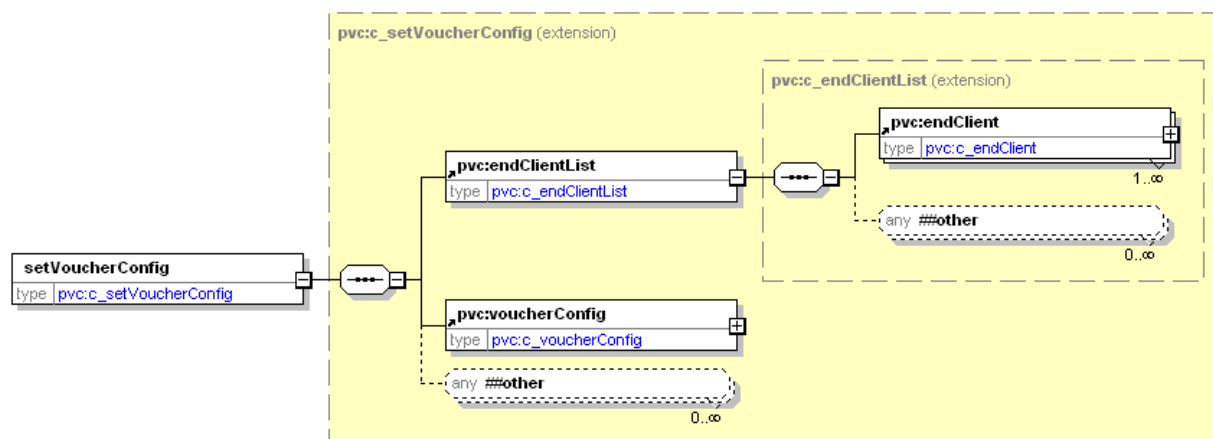 pvc:c_setVoucherConfig (extension)
pvc:c_endClientList (extension)
pvc:endClient
type pvc:c_endClient
1..∞
any ##other
0..∞
pvc:endClientList
type pvc:c_endClientList
setVoucherConfig
type pvc:c_setVoucherConfig
pvc:voucherConfig
type pvc:c_voucherConfig
any ##other
0..∞